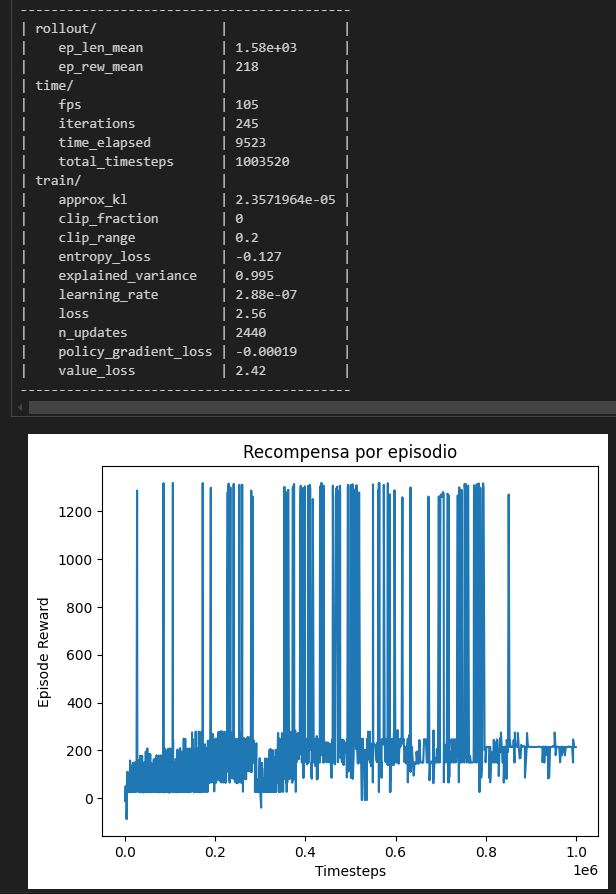 -----------------------------------------
| rollout/ | |
| ep_len_mean | 1.58e+03 |
| ep_rew_mean | 218 |
| time/ | |
| fps | 105 |
| iterations | 245 |
| time_elapsed | 9523 |
| total_timesteps | 1003520 |
| train/ | |
| approx_kl | 2.3571964e-05 |
| clip_fraction | 0 |
| clip_range | 0.2 |
| entropy_loss | -0.127 |
| explained_variance | 0.995 |
| learning_rate | 2.88e-07 |
| loss | 2.56 |
| n_updates | 2440 |
| policy_gradient_loss | -0.00019 |
| value_loss | 2.42 |
-----------------------------------------
Recompensa por episodio
Episode Reward
1200
1000
800
600
400
200
0
0.0 0.2 0.4 0.6 0.8 1.0
1e6
Timesteps